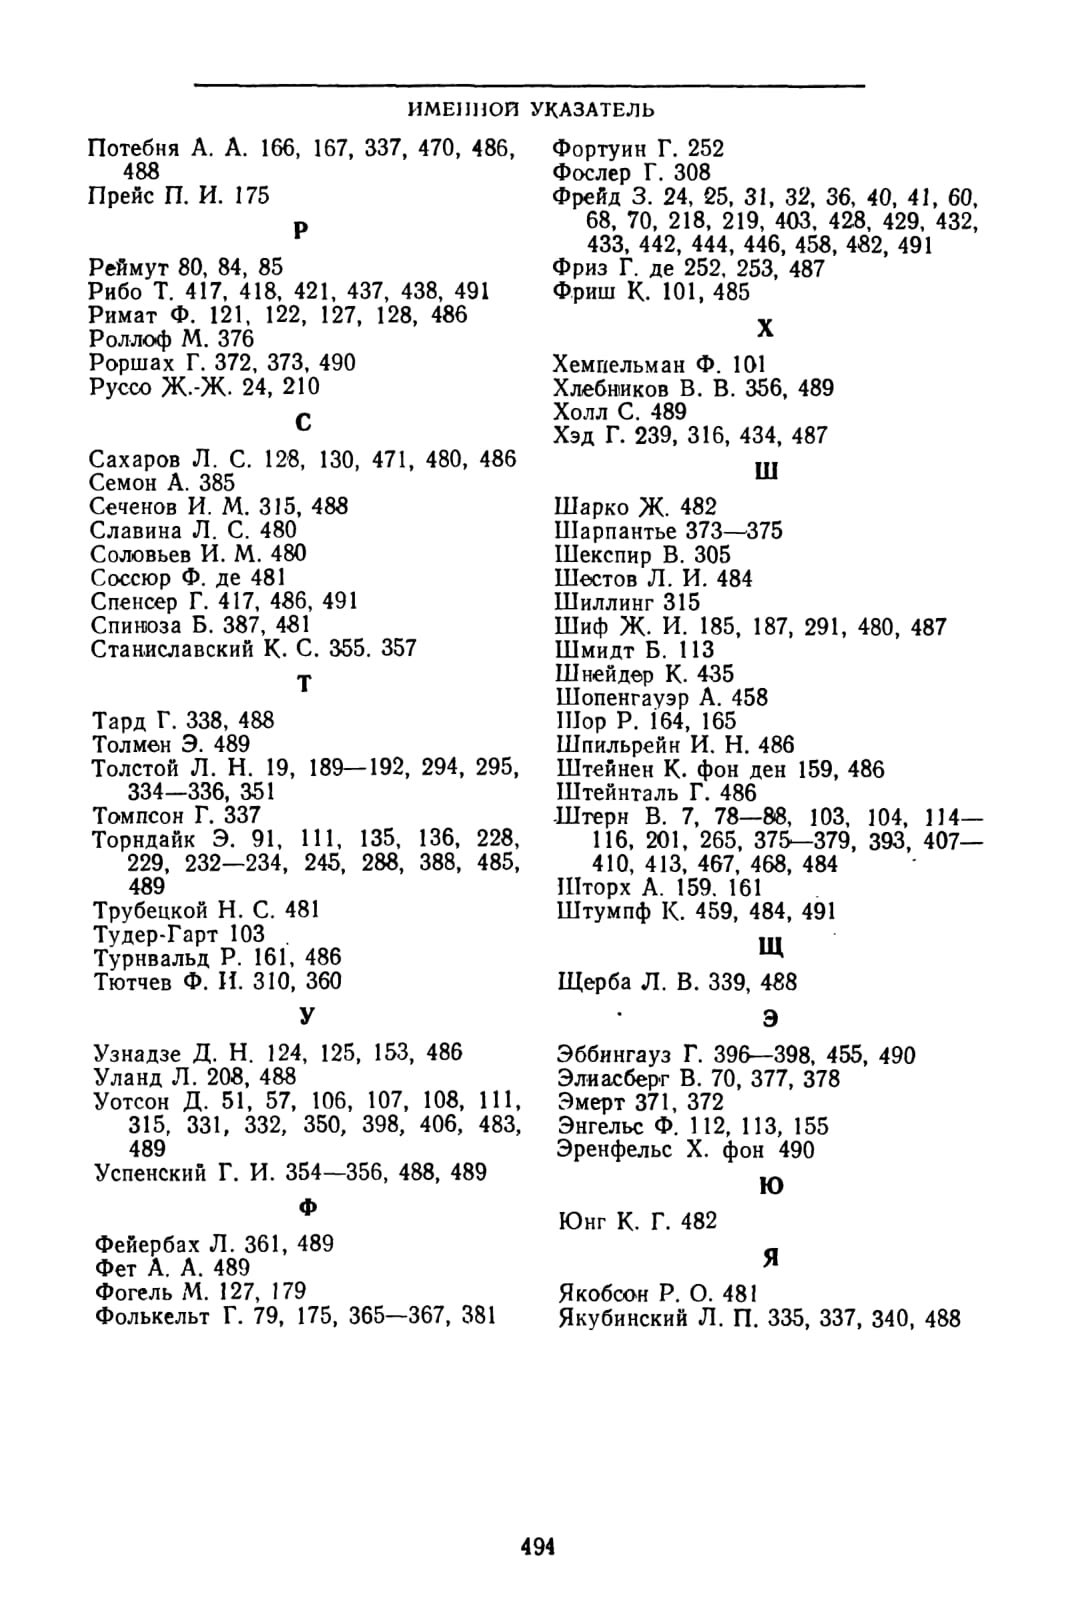 ИМЕННОЙ УКАЗАТЕЛЬ
Потебня А. А. 166, 167, 337, 470, 486,
488
Прейс П. И. 175
Р
Реймут 80, 84, 85
Рибо Т. 417, 418, 421, 437, 438, 491
Римат Ф. 121, 122, 127, 128, 486
Роллоф М. 376
Роршах Г. 372, 373, 490
Руссо Ж.-Ж. 24, 210
С
Сахаров Л. С. 128, 130, 471, 480, 486
Семон А. 385
Сеченов И. М. 315, 488
Славина Л. С. 480
Соловьев И. М. 480
Соссюр Ф. де 481
Спенсер Г. 417, 486, 491
Спиноза Б. 387, 481
Станиславский К. С. 355. 357
Т
Тард Г. 338, 488
Толмен Э. 489
Толстой Л. Н. 19, 189—192, 294, 295,
334—336, 351
Томпсон Г. 337
Торндайк Э. 91, 111, 135, 136, 228,
229, 232—234, 245, 288, 388, 485,
489
Трубецкой Н. С. 481
Тудер-Гарт 103
Турнвальд Р. 161, 486
Тютчев Ф. И. 310, 360
У
Узнадзе Д. Н. 124, 125, 153, 486
Уланд Л. 208, 488
Уотсон Д. 51, 57, 106, 107, 108, 111,
315, 331, 332, 350, 398, 406, 483,
489
Успенский Г. И. 354—356, 488, 489
Ф
Фейербах Л. 361, 489
Фет А. А. 489
Фогель М. 127, 179
Фолькельт Г. 79, 175, 365—367, 381
Фортуин Г. 252
Фослер Г. 308
Фрейд З. 24, 25, 31, 32, 36, 40, 41, 60,
68, 70, 218, 219, 403, 428, 429, 432,
433, 442, 444, 446, 458, 482, 491
Фриз Г. де 252, 253, 487
Фриш К. 101, 485
Х
Хемпельман Ф. 101
Хлебников В. В. 356, 489
Холл С. 489
Хэд Г. 239, 316, 434, 487
Ш
Шарко Ж. 482
Шарпантье 373—375
Шекспир В. 305
Шестов Л. И. 484
Шиллинг 315
Шиф Ж. И. 185, 187, 291, 480, 487
Шмидт Б. 113
Шнейдер К. 435
Шопенгауэр А. 458
Шор Р. 164, 165
Шпильрейн И. Н. 486
Штейнен К. фон ден 159, 486
Штейнталь Г. 486
Штерн В. 7, 78—88, 103, 104, 114—
116, 201, 265, 375—379, 393, 407—
410, 413, 467, 468, 484
Шторх А. 159. 161
Штумпф К. 459, 484, 491
Щ
Щерба Л. В. 339, 488
Э
Эббингауз Г. 396—398, 455, 490
Элиасберг В. 70, 377, 378
Эмерт 371, 372
Энгельс Ф. 112, 113, 155
Эренфельс Х. фон 490
Ю
Юнг К. Г. 482
Я
Якобсон Р. О. 481
Якубинский Л. П. 335, 337, 340, 488
494